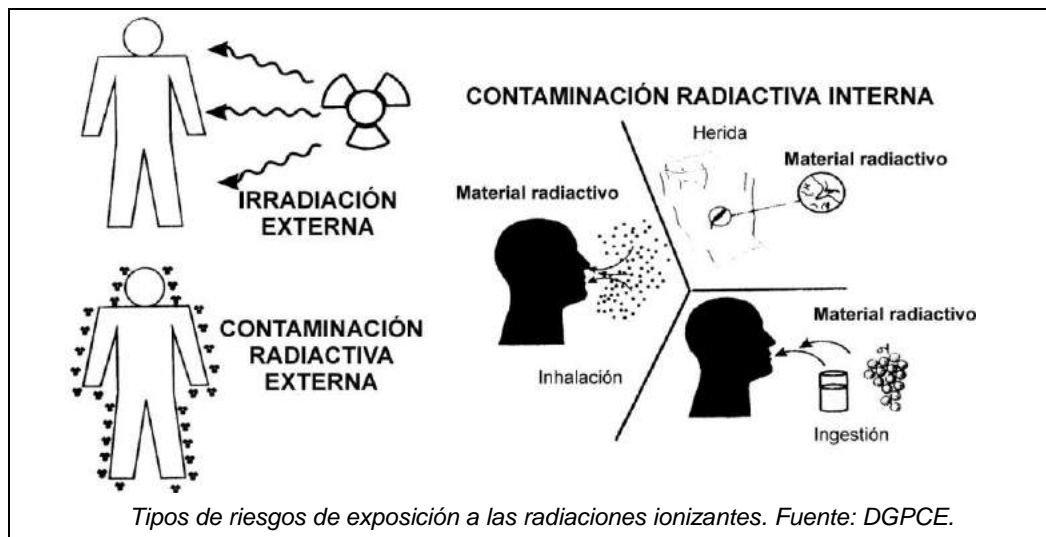 IRRADIACIÓN
EXTERNA
CONTAMINACIÓN
RADIACTIVA
EXTERNA
CONTAMINACIÓN RADIACTIVA INTERNA
Herida
Material radiactivo
Material radiactivo
Inhalación
Material radiactivo
Ingestión
Tipos de riesgos de exposición a las radiaciones ionizantes. Fuente: DGPCE.